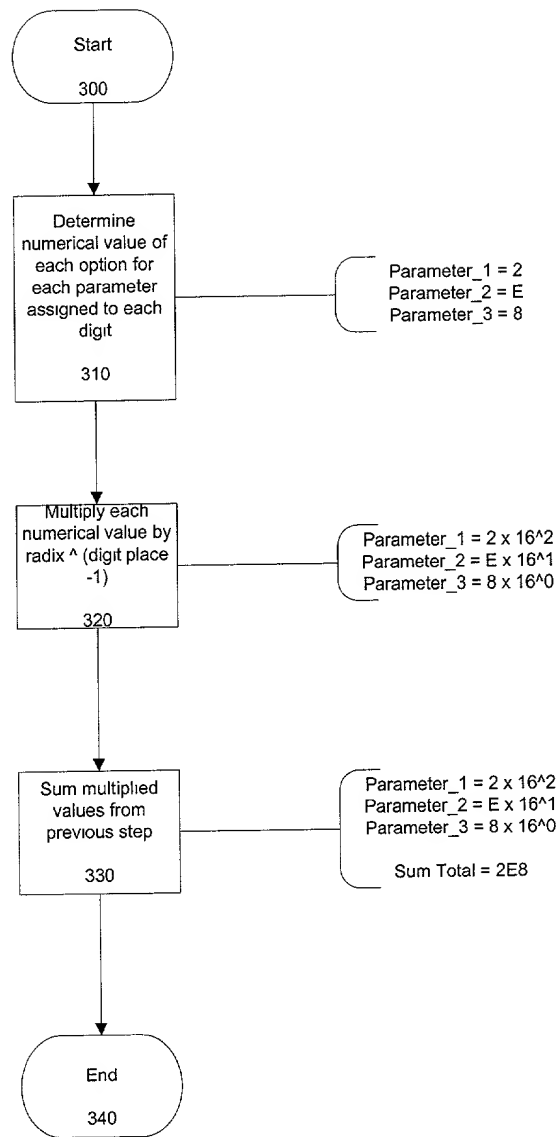 Start
300
Determine
numerical value of
each option for
each parameter
assigned to each
digit
310
Parameter_1 = 2
Parameter_2 = E
Parameter_3 = 8
Multiply each
numerical value by
radix ^ (digit place
-1)
320
Parameter_1 = 2 x 16^2
Parameter_2 = E x 16^1
Parameter_3 = 8 x 16^0
Sum multiplied
values from
previous step
330
Parameter_1 = 2 x 16^2
Parameter_2 = E x 16^1
Parameter_3 = 8 x 16^0
Sum Total = 2E8
End
340